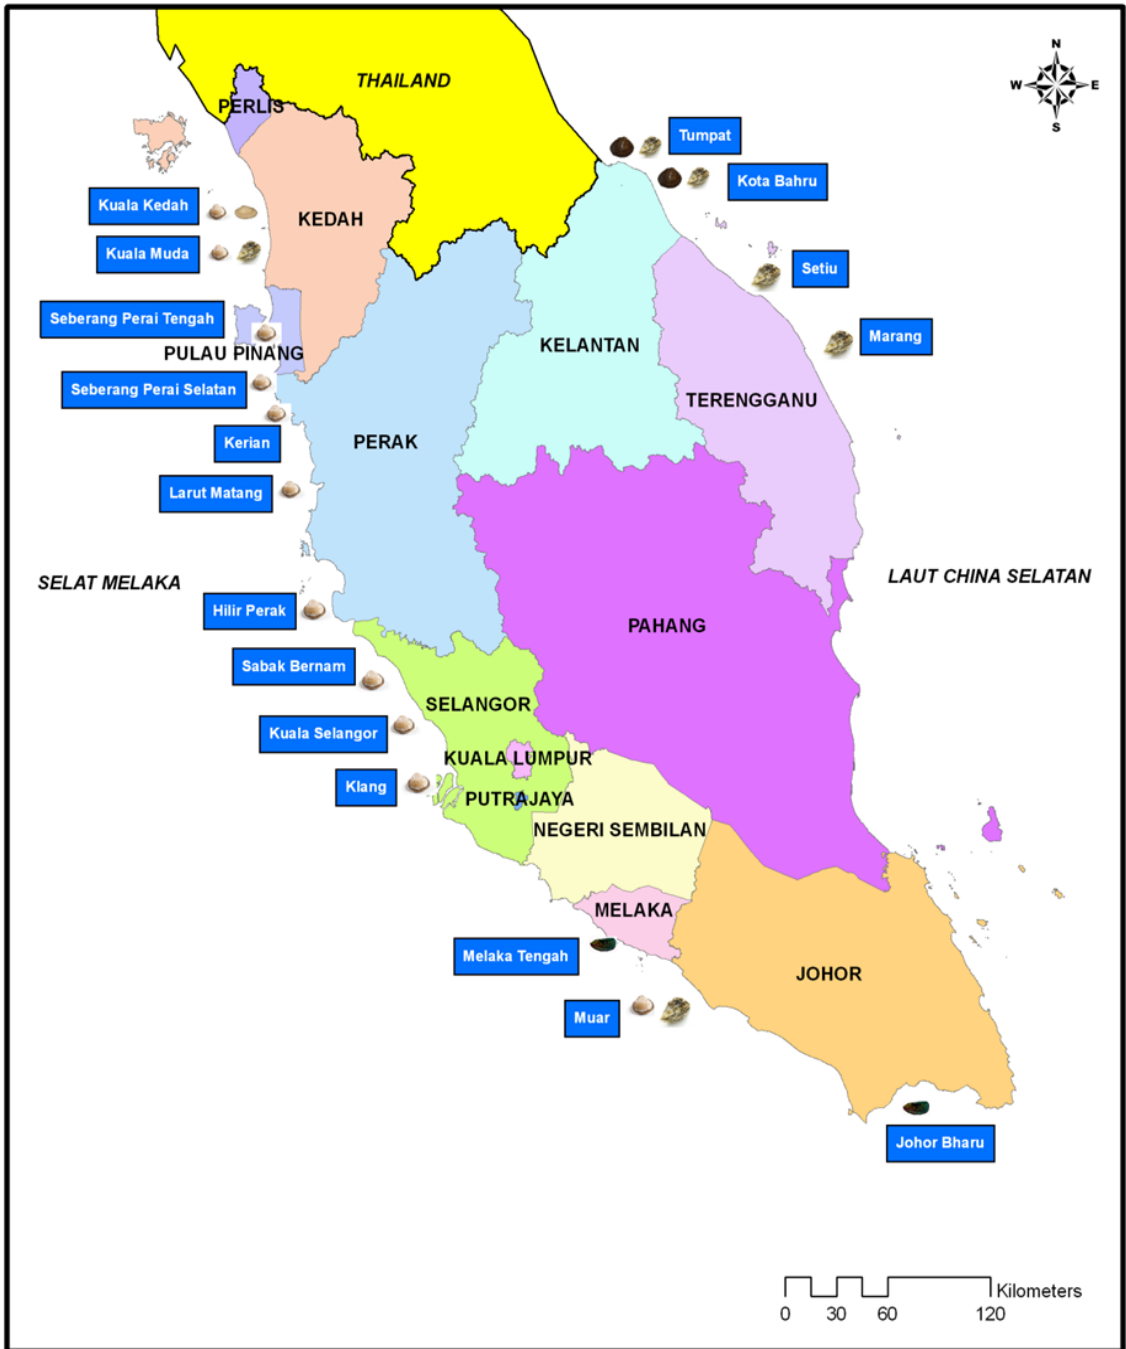 N
W E
S
THAILAND
PERLIS
Tumpat
Kota Bahru
Kuala Kedah
KEDAH
Kuala Muda
Setiu
Seberang Perai Tengah
Marang
KELANTAN
PULAU PINANG
Seberang Perai Selatan
TERENGGANU
Kerian
PERAK
Larut Matang
SELAT MELAKA
LAUT CHINA SELATAN
Hilir Perak
PAHANG
Sabak Bernam
SELANGOR
Kuala Selangor
KUALA LUMPUR
Klang
PUTRAJAYA
NEGERI SEMBILAN
MELAKA
Melaka Tengah
JOHOR
Muar
Johor Bharu
Kilometers
0 30 60 120